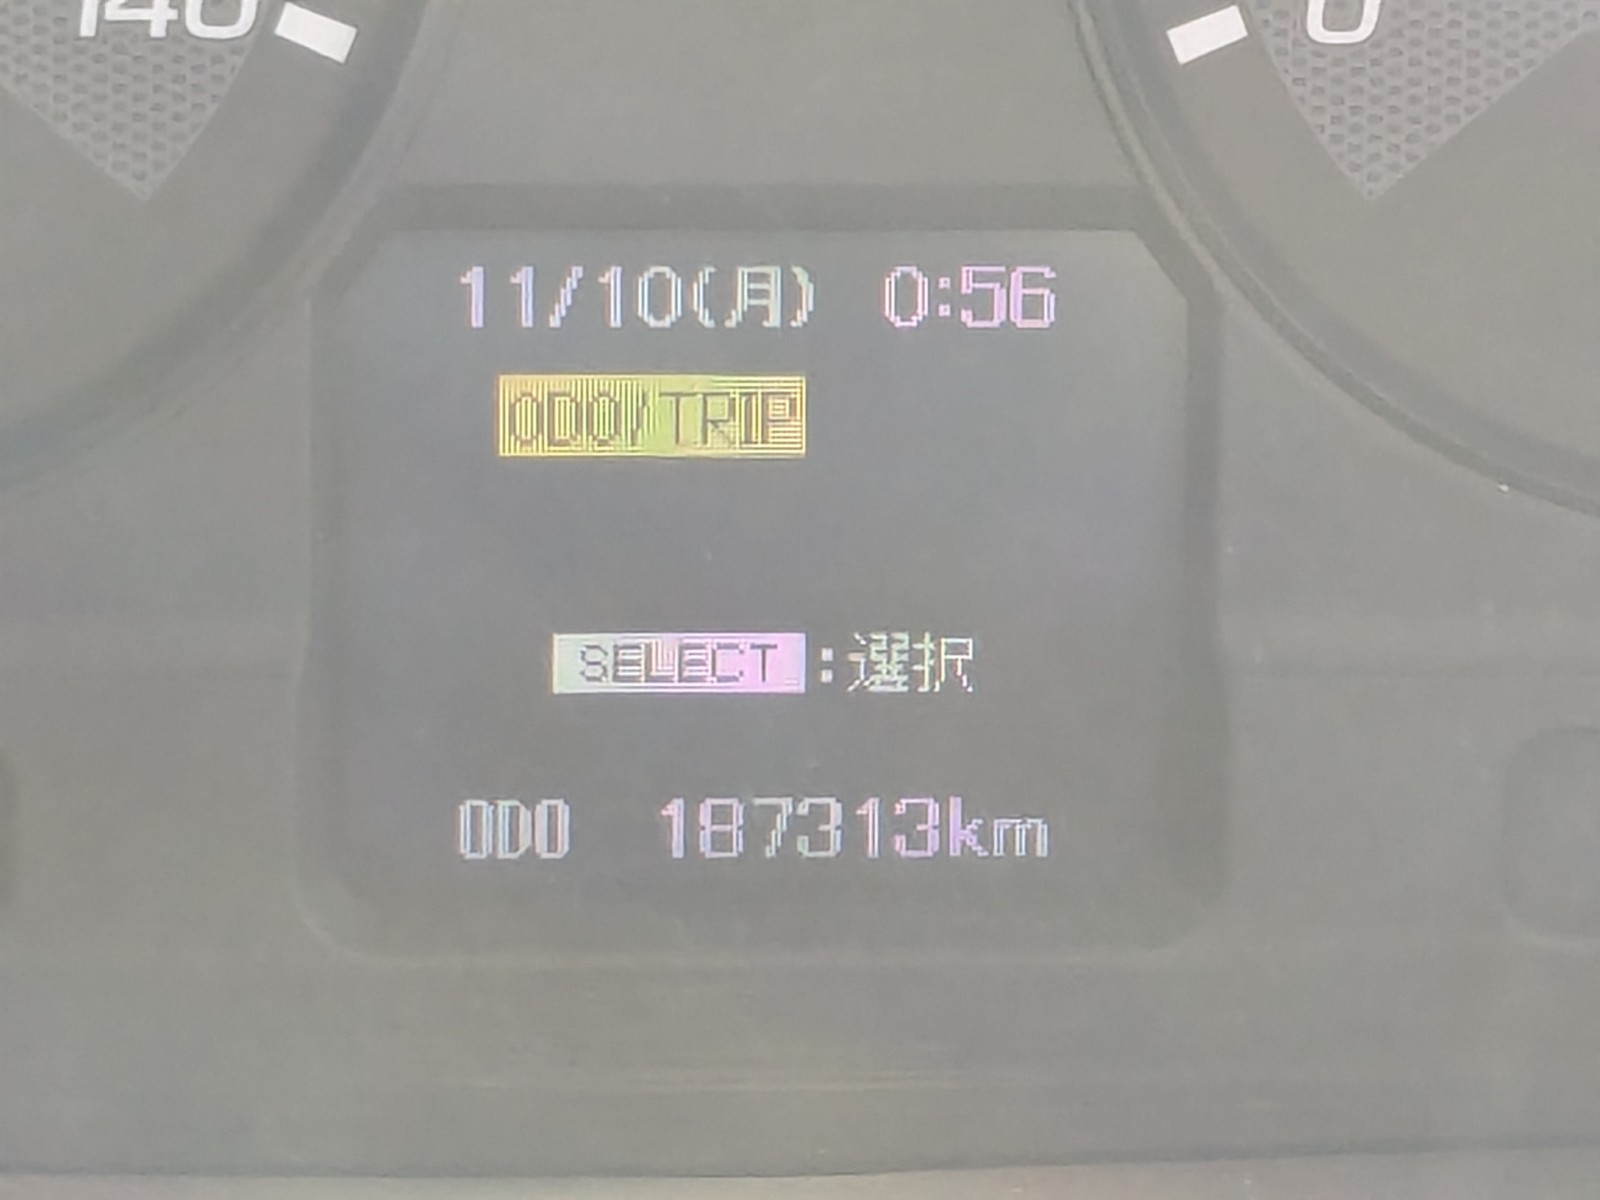 140
0
11/10(月) 0:56
ODO/TRIP
SELECT :選択
ODO 187313km